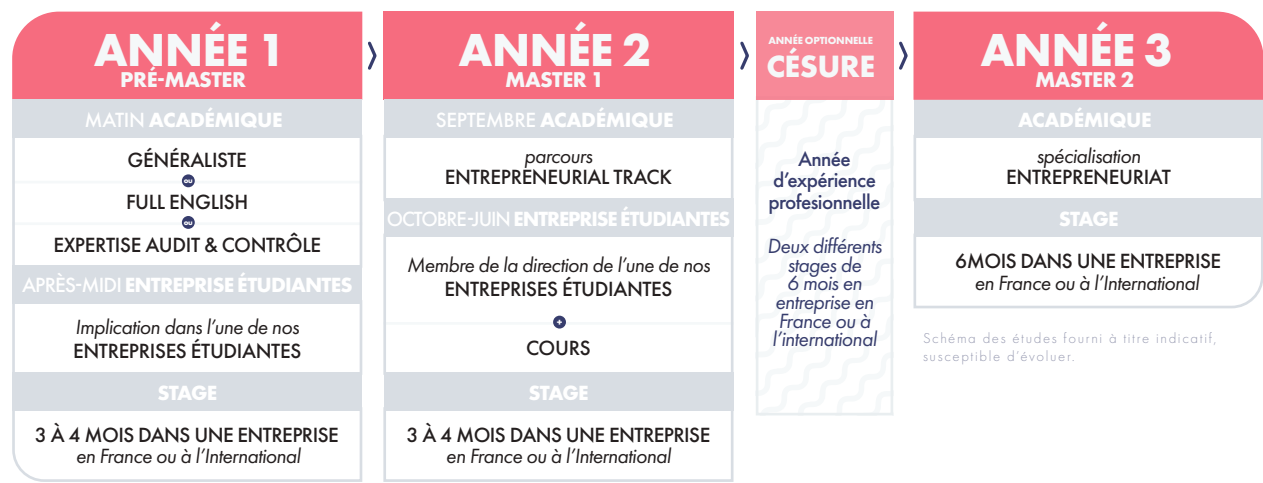 ANNÉE 1
PRÉ-MASTER
MATIN ACADÉMIQUE
GÉNÉRALISTE
ou
FULL ENGLISH
ou
EXPERTISE AUDIT & CONTRÔLE
APRÈS-MIDI ENTREPRISE ÉTUDIANTES
Implication dans l'une de nos
ENTREPRISES ÉTUDIANTES
STAGE
3 À 4 MOIS DANS UNE ENTREPRISE
en France ou à l'International
›
ANNÉE 2
MASTER 1
SEPTEMBRE ACADÉMIQUE
parcours
ENTREPRENEURIAL TRACK
OCTOBRE-JUIN ENTREPRISE ÉTUDIANTES
Membre de la direction de l'une de nos
ENTREPRISES ÉTUDIANTES
+
COURS
STAGE
3 À 4 MOIS DANS UNE ENTREPRISE
en France ou à l'International
›
ANNÉE OPTIONNELLE
CÉSURE
Année
d'expérience
profesionnelle
Deux différents
stages de
6 mois en
entreprise en
France ou à
l'international
›
ANNÉE 3
MASTER 2
ACADÉMIQUE
spécialisation
ENTREPRENEURIAT
STAGE
6MOIS DANS UNE ENTREPRISE
en France ou à l'International
Schéma des études fourni à titre indicatif,
susceptible d'évoluer.